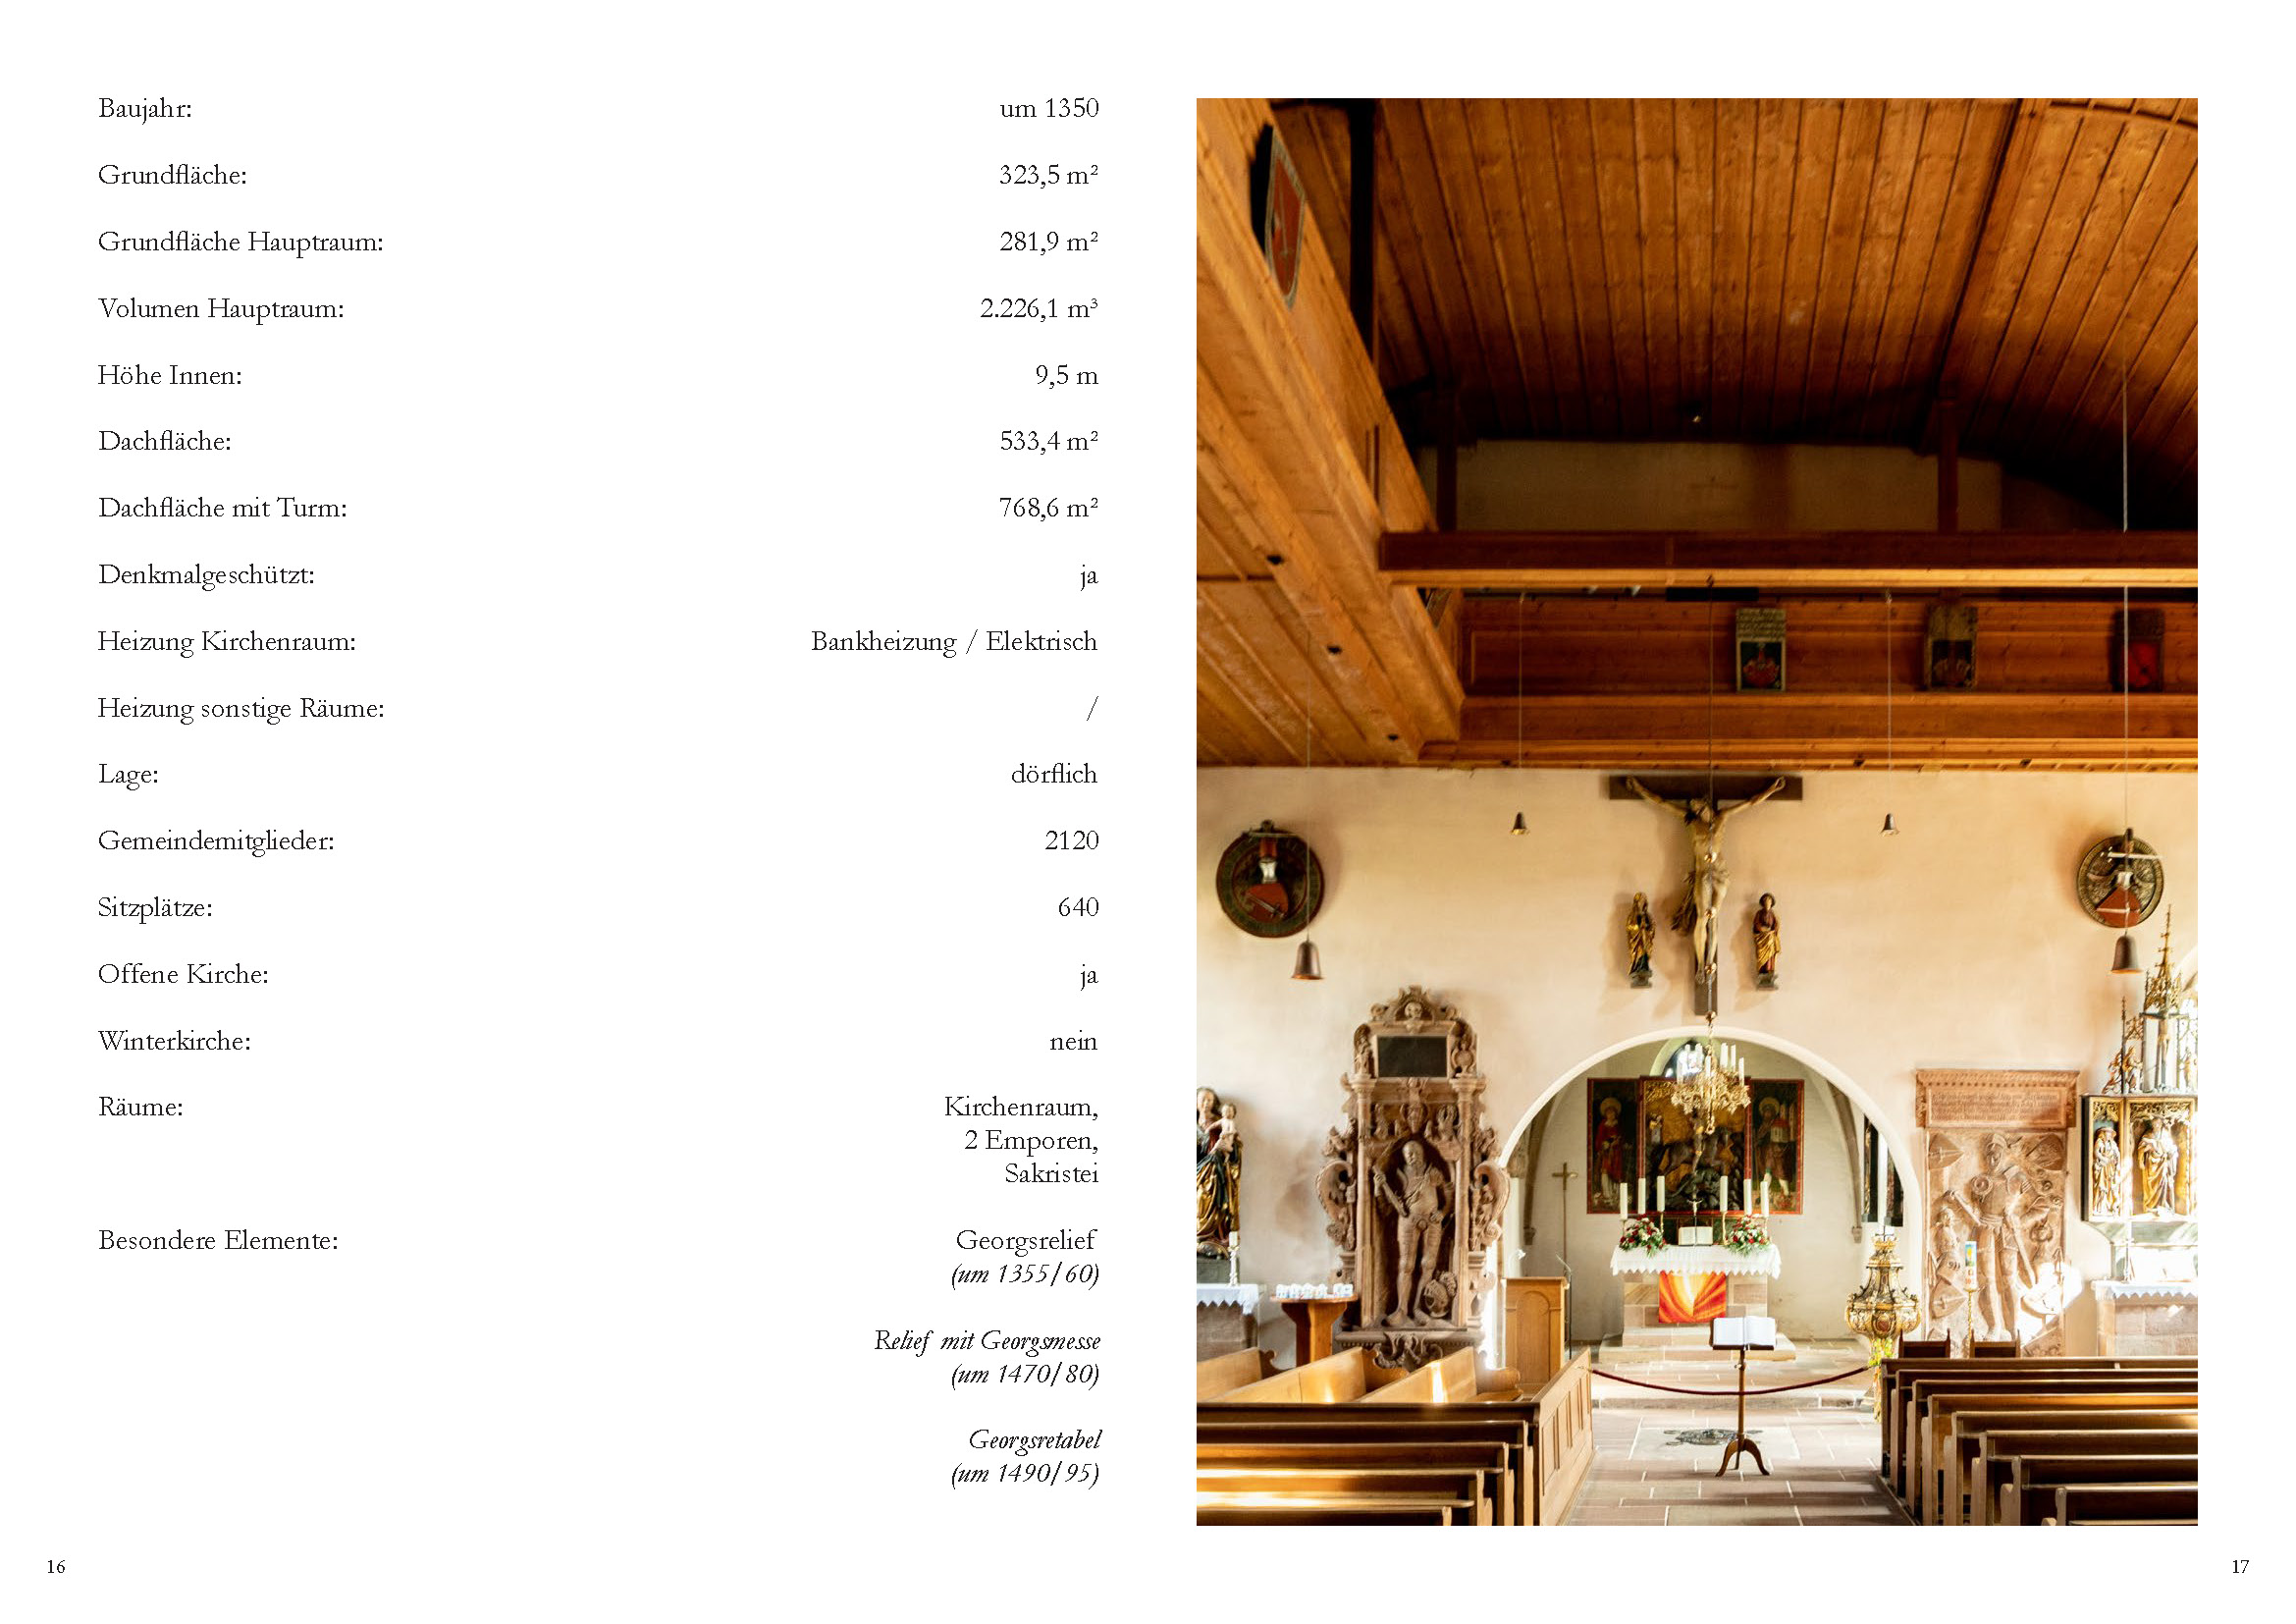 Baujahr: um 1350
Grundfläche: 323,5 m²
Grundfläche Hauptraum: 281,9 m²
Volumen Hauptraum: 2.226,1 m³
Höhe Innen: 9,5 m
Dachfläche: 533,4 m²
Dachfläche mit Turm: 768,6 m²
Denkmalgeschützt: ja
Heizung Kirchenraum: Bankheizung / Elektrisch
Heizung sonstige Räume: /
Lage: dörflich
Gemeindemitglieder: 2120
Sitzplätze: 640
Offene Kirche: ja
Winterkirche: nein
Räume: Kirchenraum,
2 Emporen,
Sakristei
Besondere Elemente: Georgsrelief
(um 1355/60)
Relief mit Georgsmesse
(um 1470/80)
Georgsretabel
(um 1490/95)
16
17